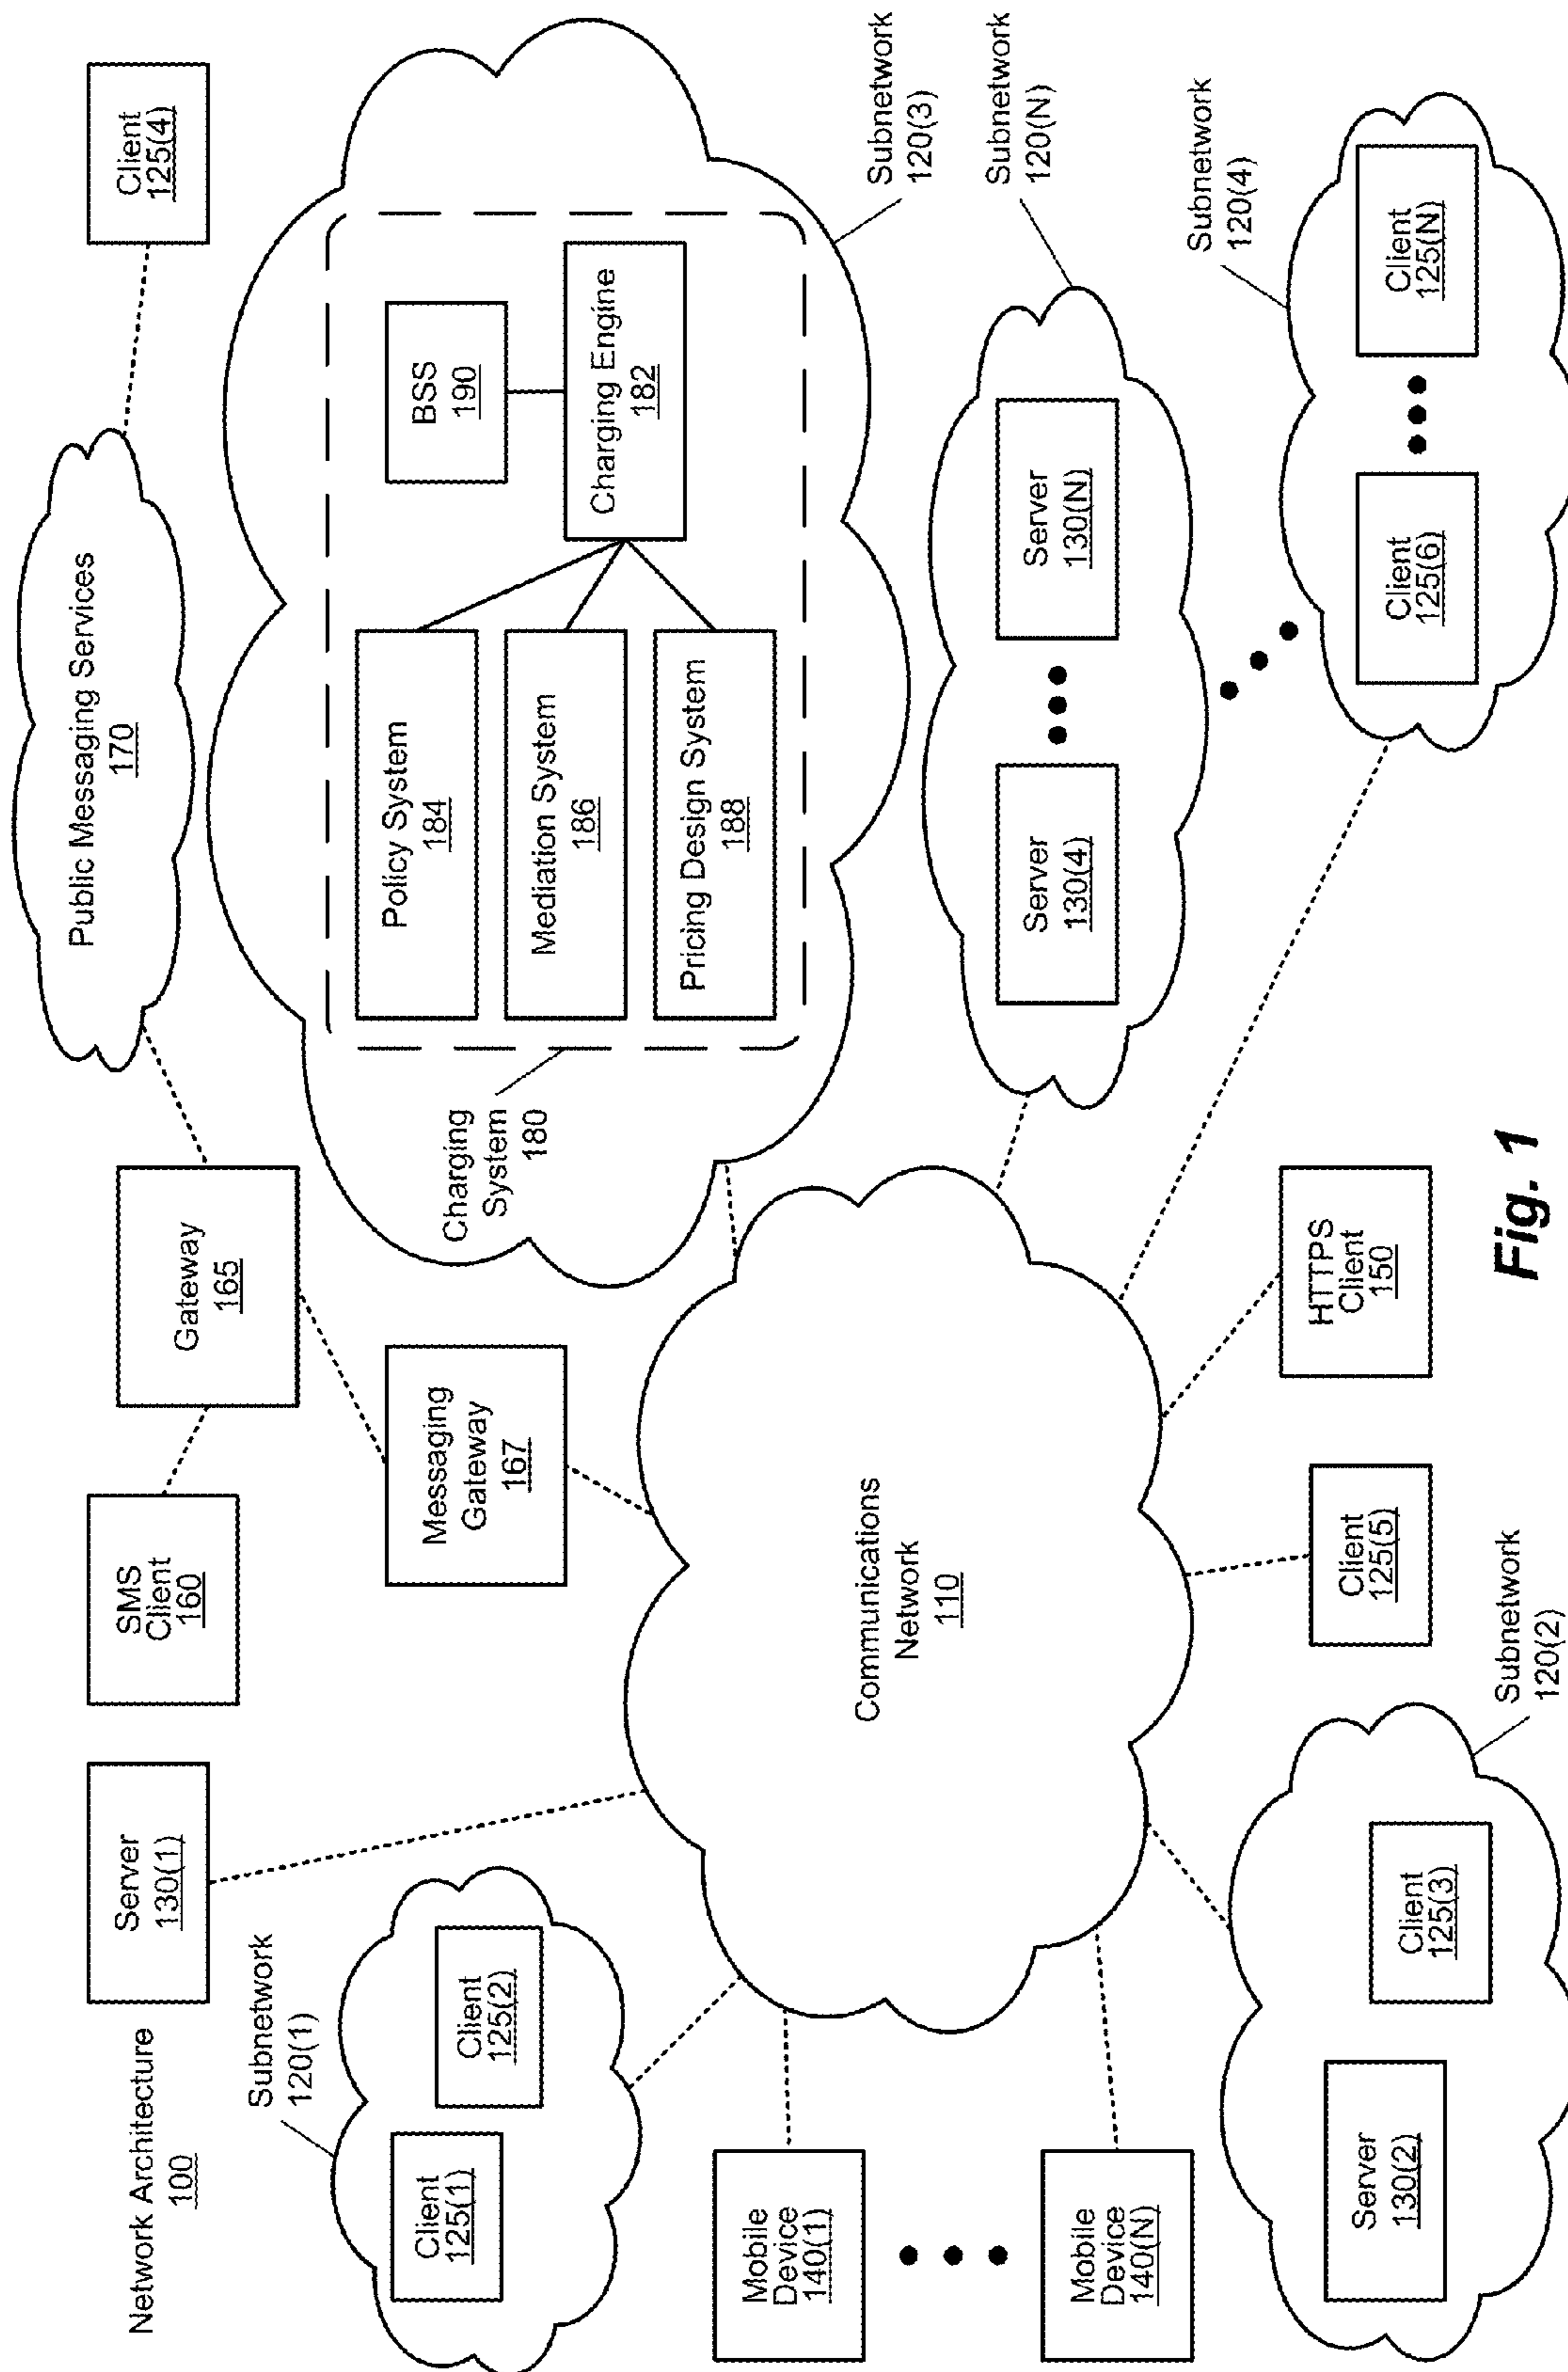 Network Architecture
100
Server
130(1)
SMS
Client
160
Gateway
165
Public Messaging Services
170
Client
125(4)
Subnetwork
120(1)
Client
125(1)
Client
125(2)
Messaging
Gateway
167
Charging
System
180
Policy System
184
Mediation System
186
Pricing Design System
188
BSS
190
Charging Engine
182
Subnetwork
120(3)
Subnetwork
120(N)
Mobile
Device
140(1)
Mobile
Device
140(N)
Communications
Network
110
Server
130(4)
Server
130(N)
Subnetwork
120(4)
Server
130(2)
Client
125(3)
Subnetwork
120(2)
Client
125(5)
HTTPS
Client
150
Client
125(6)
Client
125(N)
Fig. 1